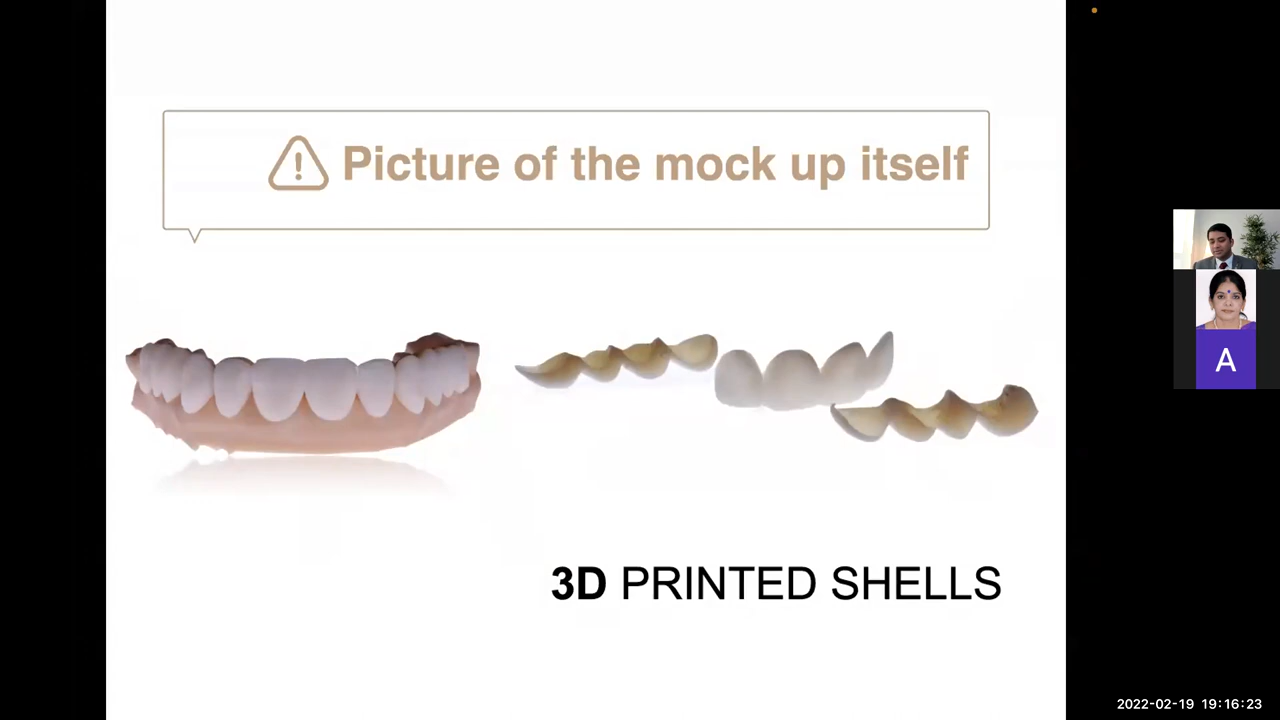 Picture of the mock up itself
A
3D PRINTED SHELLS
2022-02-19 19:16:23